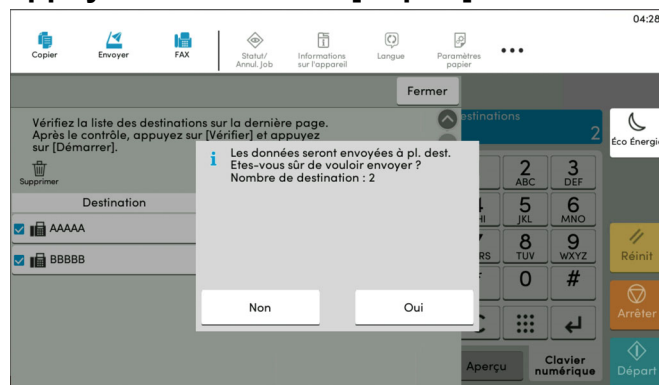 04:28
Copier
Envoyer
FAX
Statut/
Annul. Job
Informations
sur l'appareil
Langue
Paramètres
papier
Fermer
Vérifiez la liste des destinations sur la dernière page.
Après le contrôle, appuyez sur [Vérifier] et appuyez
sur [Démarrer].
Supprimer
Destination
AAAAA
BBBBB
Les données seront envoyées à pl. dest.
Etes-vous sûr de vouloir envoyer ?
Nombre de destination : 2
Non
Oui
2
2
ABC
3
DEF
5
JKL
6
MNO
8
TUV
9
WXYZ
0
#
Aperçu
Clavier
numérique
Éco Énergi
Réinit
Arrêter
Départ